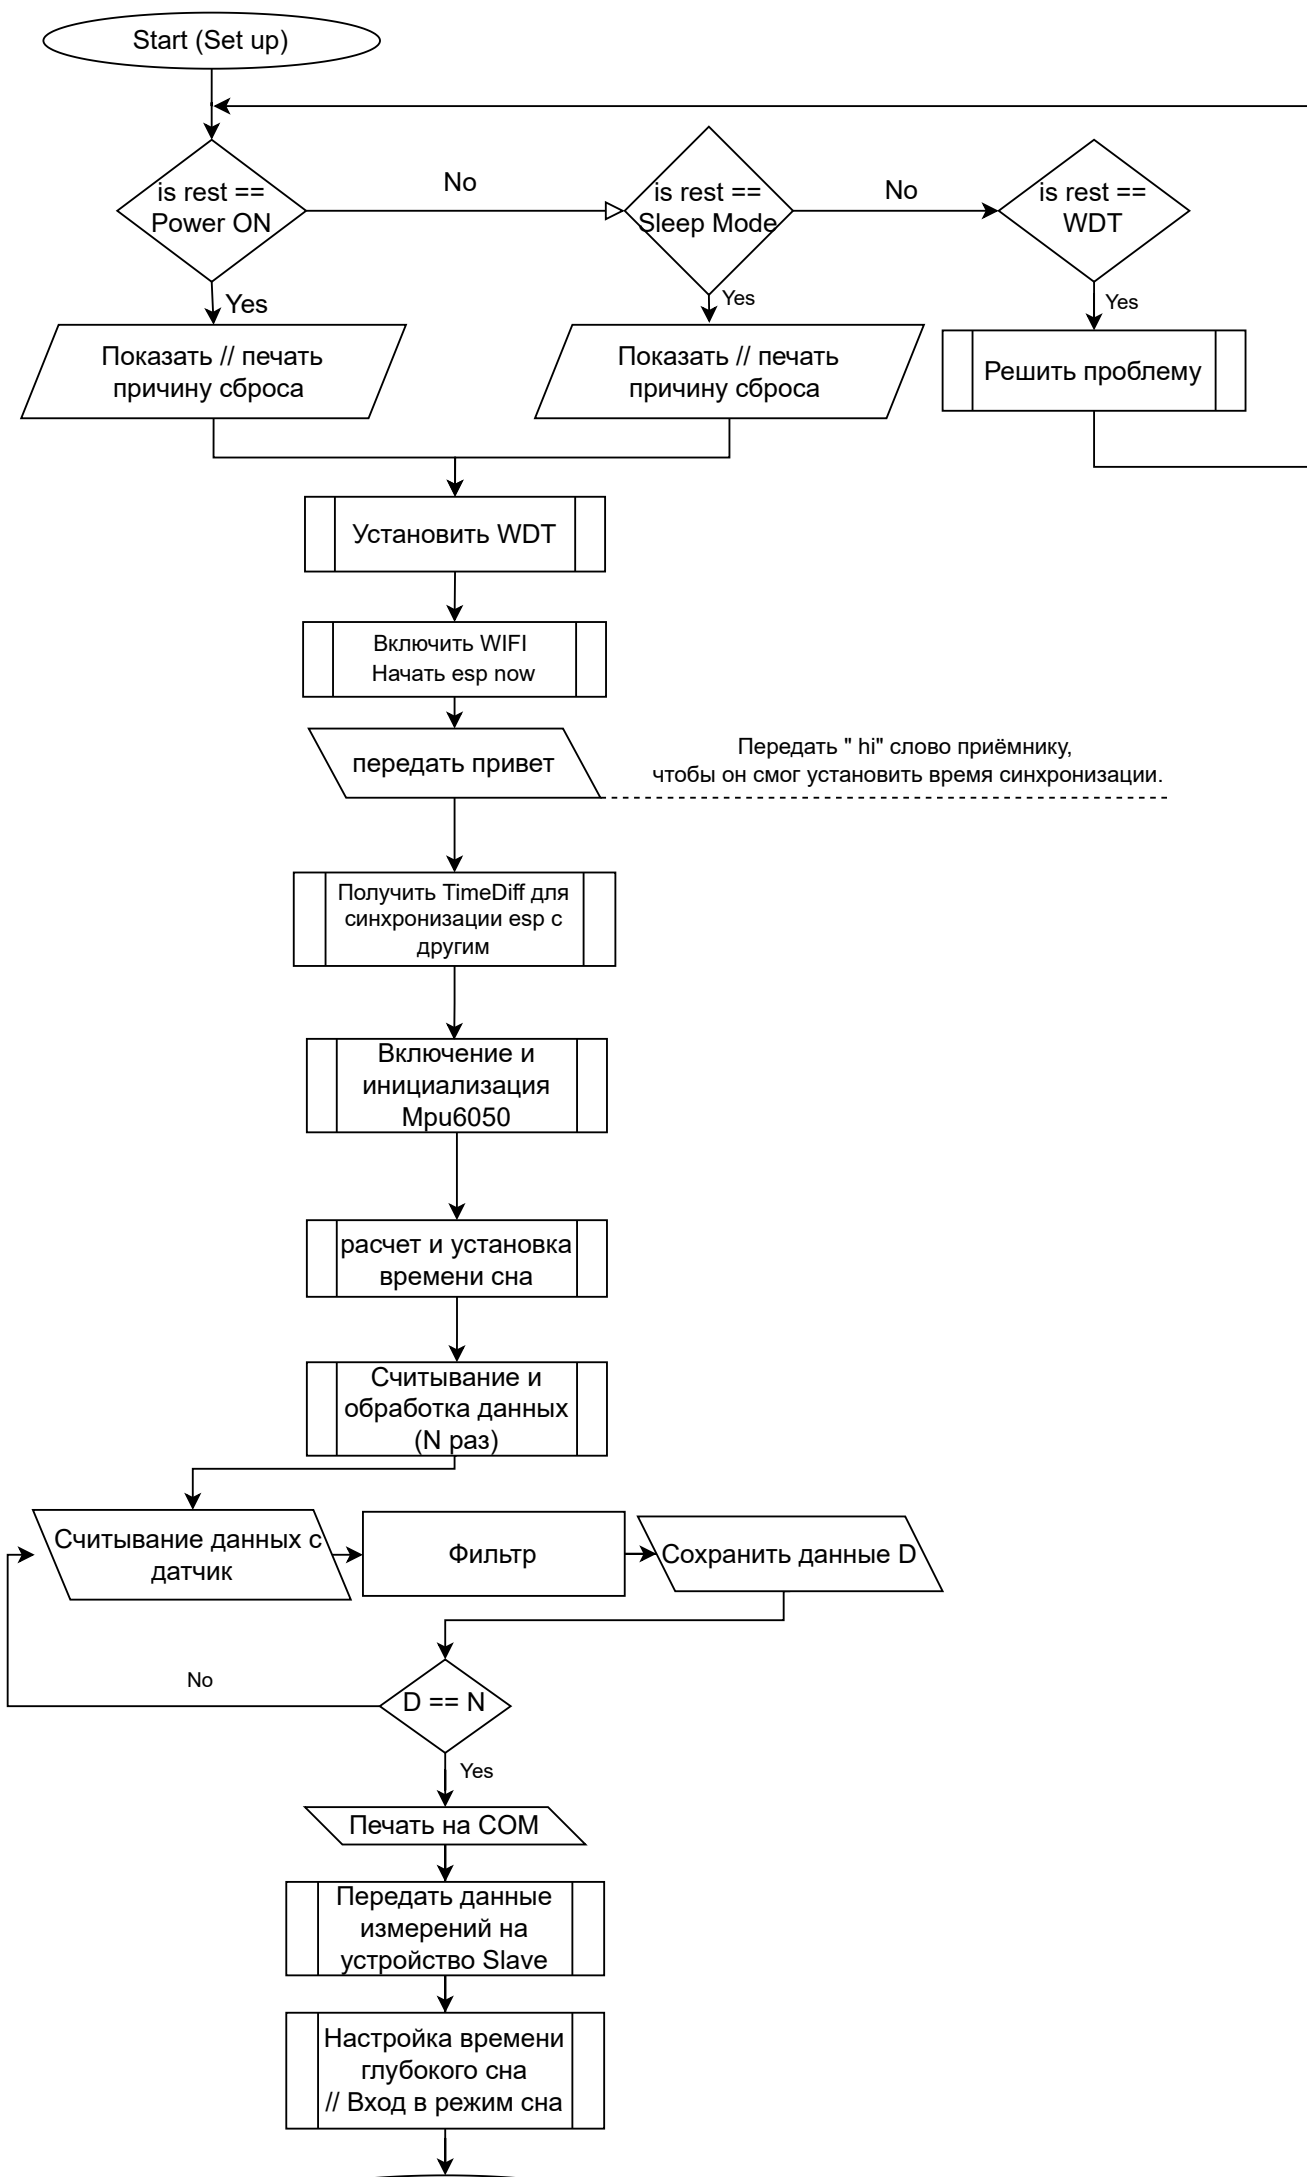 Start (Set up)
is rest ==
Power ON
No
is rest ==
Sleep Mode
No
is rest ==
WDT
Yes
Yes
Yes
Показать // печать
причину сброса
Показать // печать
причину сброса
Решить проблему
Установить WDT
Включить WIFI
Начать esp now
передать привет
Передать " hi" слово приёмнику,
чтобы он смог установить время синхронизации.
Получить TimeDiff для
синхронизации esp с
другим
Включение и
инициализация
Mpu6050
расчет и установка
времени сна
Считывание и
обработка данных
(N раз)
Считывание данных с
датчик
Фильтр
Сохранить данные D
No
D == N
Yes
Печать на COM
Передать данные
измерений на
устройство Slave
Настройка времени
глубокого сна
// Вход в режим сна